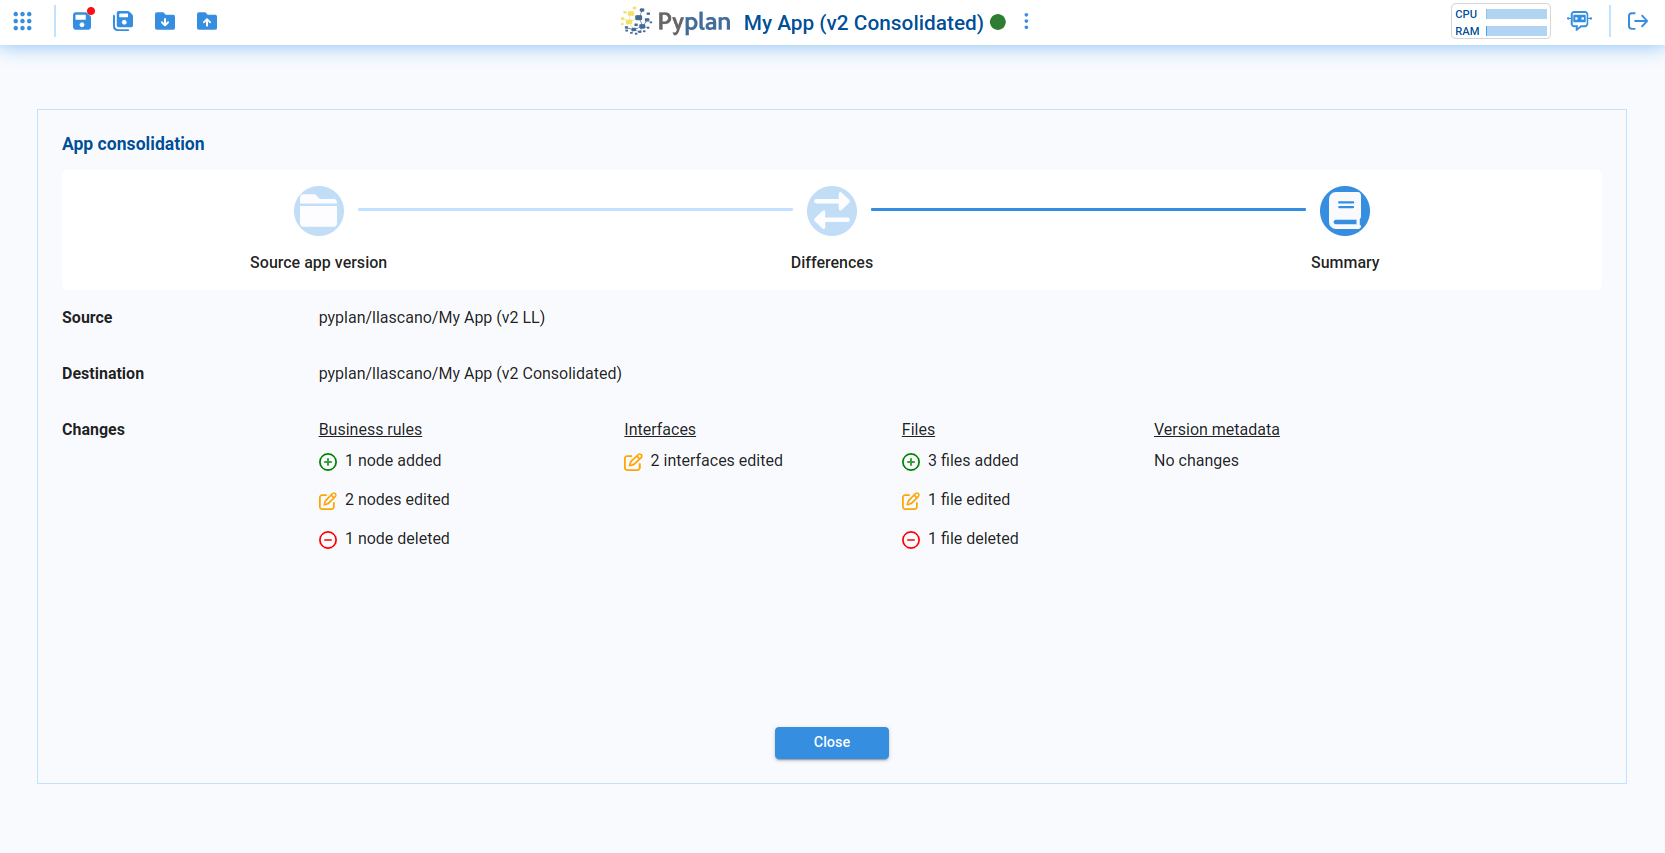 Pyplan My App (v2 Consolidated)
CPU
RAM
App consolidation
Source app version
Differences
Summary
Source
pyplan/llascano/My App (v2 LL)
Destination
pyplan/llascano/My App (v2 Consolidated)
Changes
Business rules
1 node added
2 nodes edited
1 node deleted
Interfaces
2 interfaces edited
Files
3 files added
1 file edited
1 file deleted
Version metadata
No changes
Close